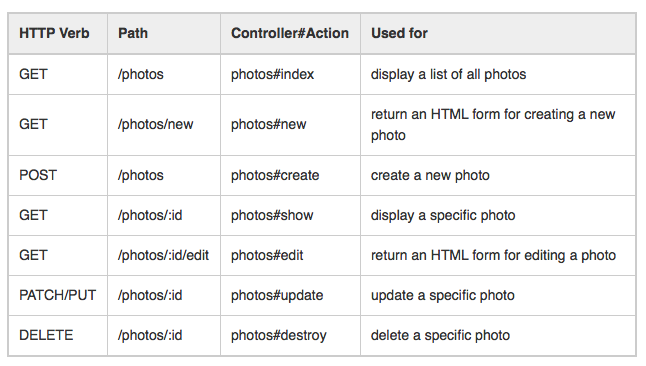 HTTP Verb Path Controller#Action Used for
GET /photos photos#index display a list of all photos
GET /photos/new photos#new return an HTML form for creating a new
photo
POST /photos photos#create create a new photo
GET /photos/:id photos#show display a specific photo
GET /photos/:id/edit photos#edit return an HTML form for editing a photo
PATCH/PUT /photos/:id photos#update update a specific photo
DELETE /photos/:id photos#destroy delete a specific photo